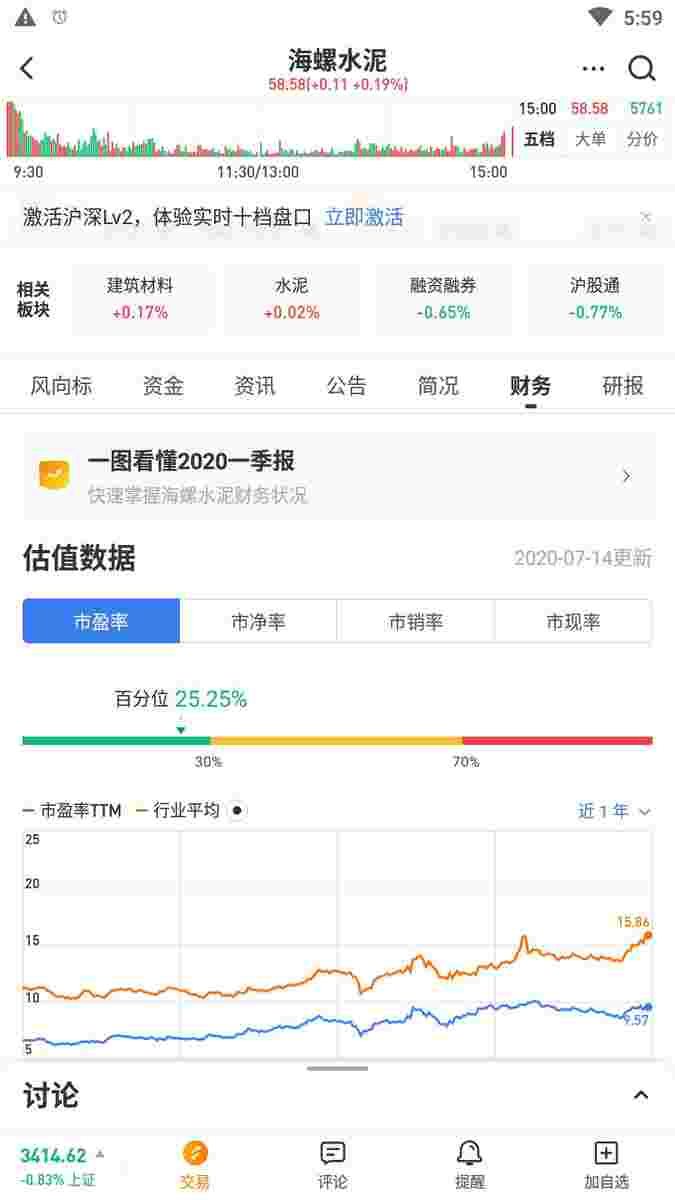 5:59
海螺水泥
58.58(+0.11 +0.19%)
15:00 58.58 5761
五档 大单 分价
9:30 11:30/13:00 15:00
激活沪深Lv2，体验实时十档盘口 立即激活
相关板块
建筑材料 水泥 融资融券 沪股通
+0.17% +0.02% -0.65% -0.77%
风向标 资金 资讯 公告 简况 财务 研报
一图看懂2020一季报
快速掌握海螺水泥财务状况
估值数据 2020-07-14更新
市盈率 市净率 市销率 市现率
百分位 25.25%
30% 70%
市盈率TTM 行业平均 近1年
25
20
15.86
15
10
9.57
5
讨论
3414.62
-0.83% 上证
交易 评论 提醒 加自选